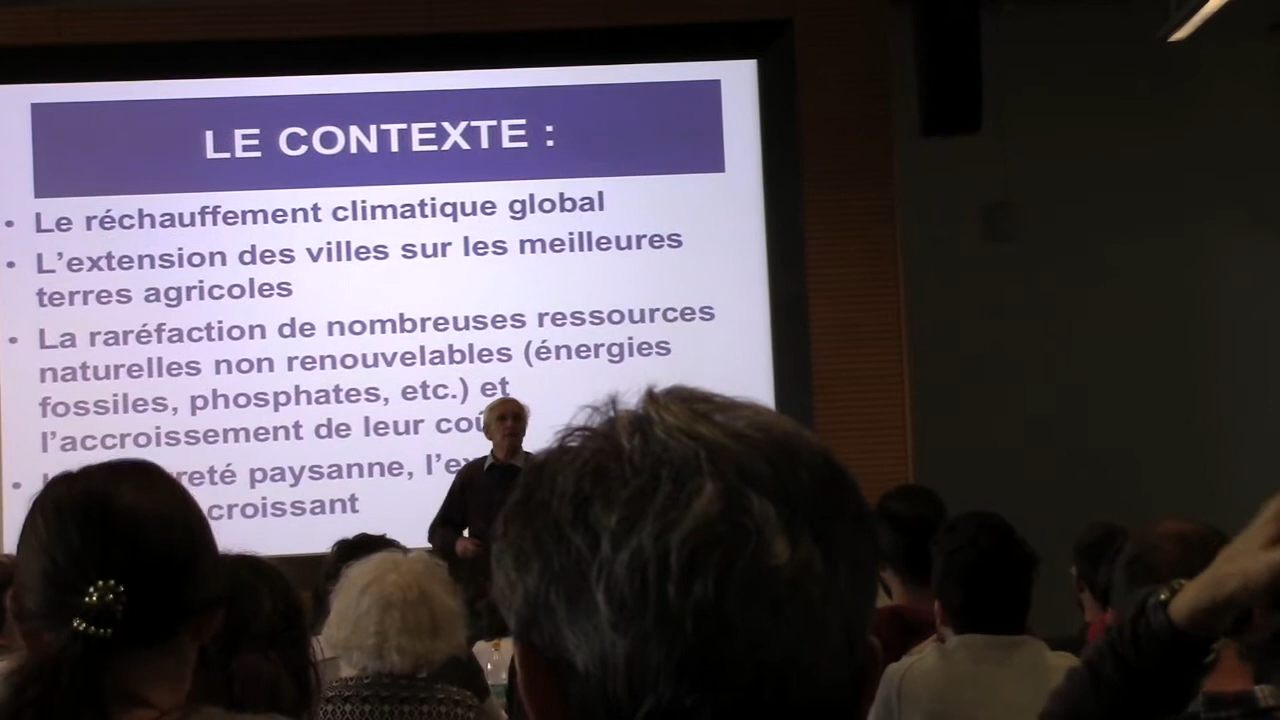 LE CONTEXTE :
• Le réchauffement climatique global
• L’extension des villes sur les meilleures
terres agricoles
• La raréfaction de nombreuses ressources
naturelles non renouvelables (énergies
fossiles, phosphates, etc.) et
l’accroissement de leur
• paysanne,
croissant